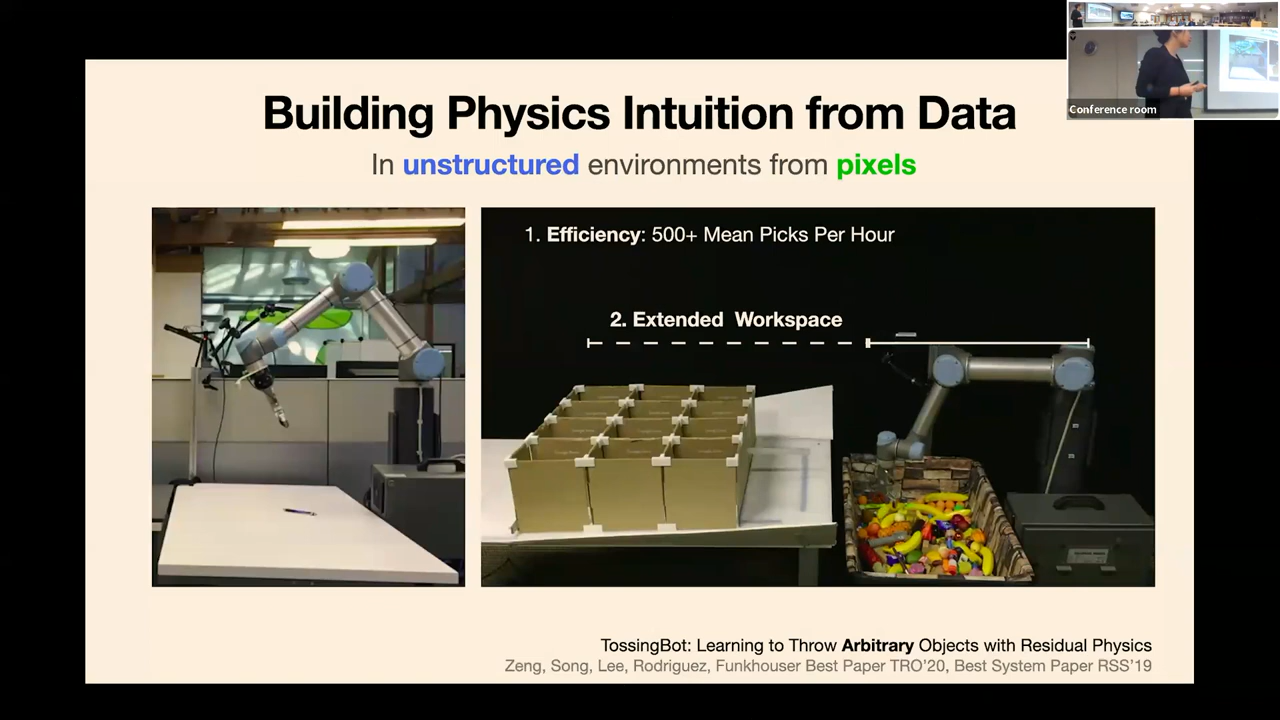 Building Physics Intuition from Data
In unstructured environments from pixels
1. Efficiency: 500+ Mean Picks Per Hour
2. Extended Workspace
TossingBot: Learning to Throw Arbitrary Objects with Residual Physics
Zeng, Song, Lee, Rodriguez, Funkhouser Best Paper TRO'20, Best System Paper RSS'19
Conference room